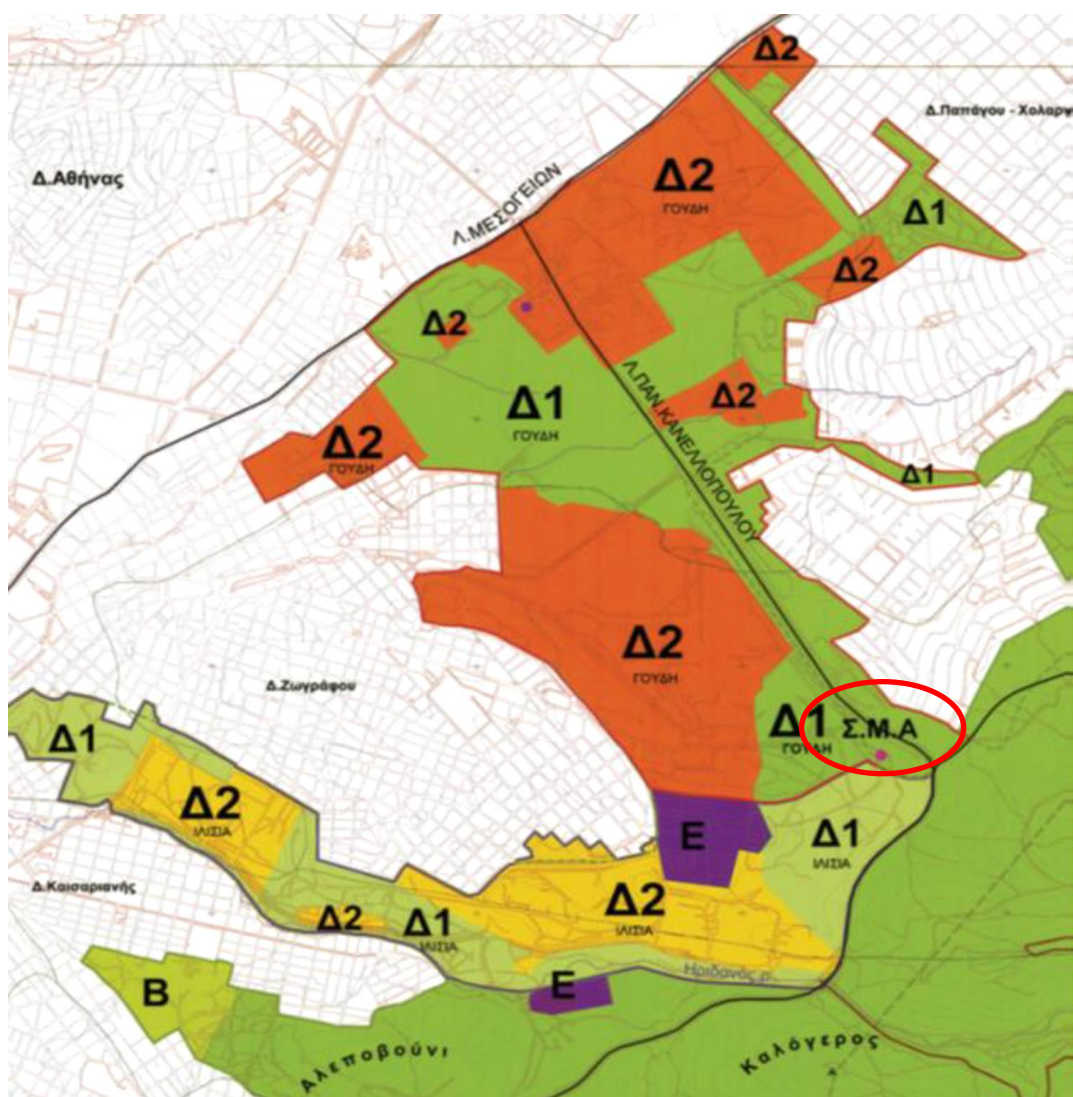 Δ2
Δ.Παπάγου - Χολαργ
Δ.Αθήνας
Λ.ΜΕΣΟΓΕΙΩΝ
Δ2
ΓΟΥΔΗ
Δ1
Δ2
Δ2
Δ1
ΓΟΥΔΗ
Δ2
Δ2
ΓΟΥΔΗ
Λ.ΠΑΝ.ΚΑΝΕΛΛΟΠΟΥΛΟΥ
Δ1
Δ2
ΓΟΥΔΗ
Δ.Ζωγράφου
Δ1
ΓΟΥΔΗ
Σ.Μ.Α
Δ1
Δ2
ΙΛΙΣΙΑ
Ε
Δ1
ΙΛΙΣΙΑ
Δ.Καισαριανής
Δ2
Δ1
ΙΛΙΣΙΑ
Δ2
ΙΛΙΣΙΑ
Ηριδανός ρ.
Β
Ε
Αλεποβούνι
Καλόγερος